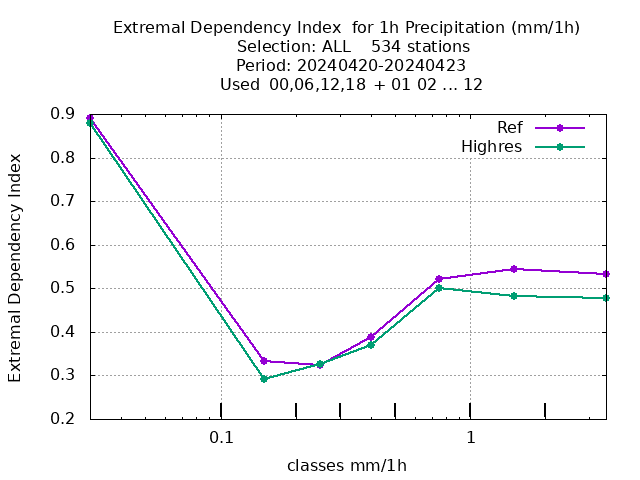 Extremal Dependency Index  for 1h Precipitation (mm/1h)
Selection: ALL    534 stations
Period: 20240420-20240423
Used  00,06,12,18  + 01 02 ... 12
Ref
Highres
0.9
0.8
0.7
0.6
0.5
0.4
0.3
0.2
Extremal Dependency Index
0.1
1
classes mm/1h